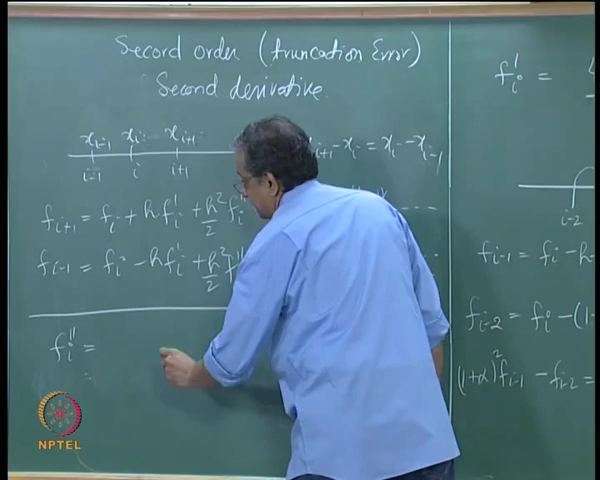 Second order (truncation Error)
Second derivative
x_{i-1} x_i x_{i+1}
i-1 i i+1
_{i+1} - x_i = x_i - x_{i-1}
f_{i+1} = f_i + h f_i' + h²/2 f_i'' ...
f_{i-1} = f_i - h f_i' + h²/2 f''
f_i'' =
f_i' =
i-2
f_{i-1} = f_i - h
f_{i-2} = f_i - (1-
(1+α)² f_{i-1} - f_{i-2} =
NPTEL